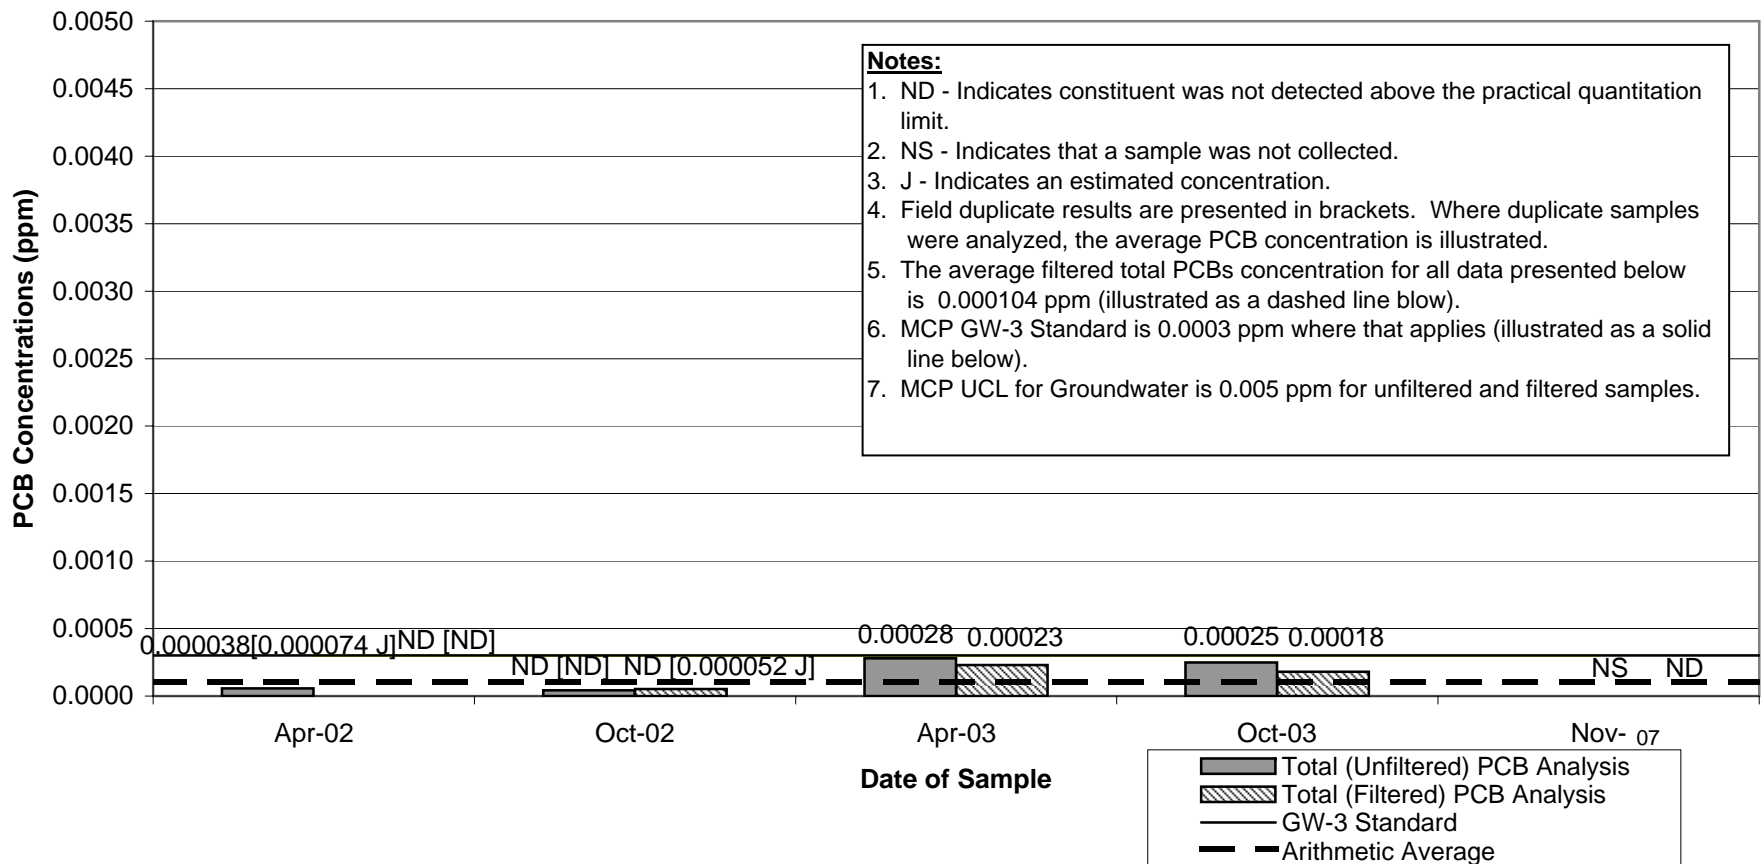 0.0050
0.0045
0.0040
0.0035
0.0030
0.0025
0.0020
0.0015
0.0010
0.0005
0.0000
PCB Concentrations (ppm)
Notes:
1. ND - Indicates constituent was not detected above the practical quantitation
limit.
2. NS - Indicates that a sample was not collected.
3. J - Indicates an estimated concentration.
4. Field duplicate results are presented in brackets. Where duplicate samples
were analyzed, the average PCB concentration is illustrated.
5. The average filtered total PCBs concentration for all data presented below
is 0.000104 ppm (illustrated as a dashed line blow).
6. MCP GW-3 Standard is 0.0003 ppm where that applies (illustrated as a solid
line below).
7. MCP UCL for Groundwater is 0.005 ppm for unfiltered and filtered samples.
0.000038[0.000074 J]
ND [ND]
ND [ND]
ND [0.000052 J]
0.00028
0.00023
0.00025
0.00018
NS
ND
Apr-02
Oct-02
Apr-03
Oct-03
Nov- 07
Date of Sample
Total (Unfiltered) PCB Analysis
Total (Filtered) PCB Analysis
GW-3 Standard
Arithmetic Average